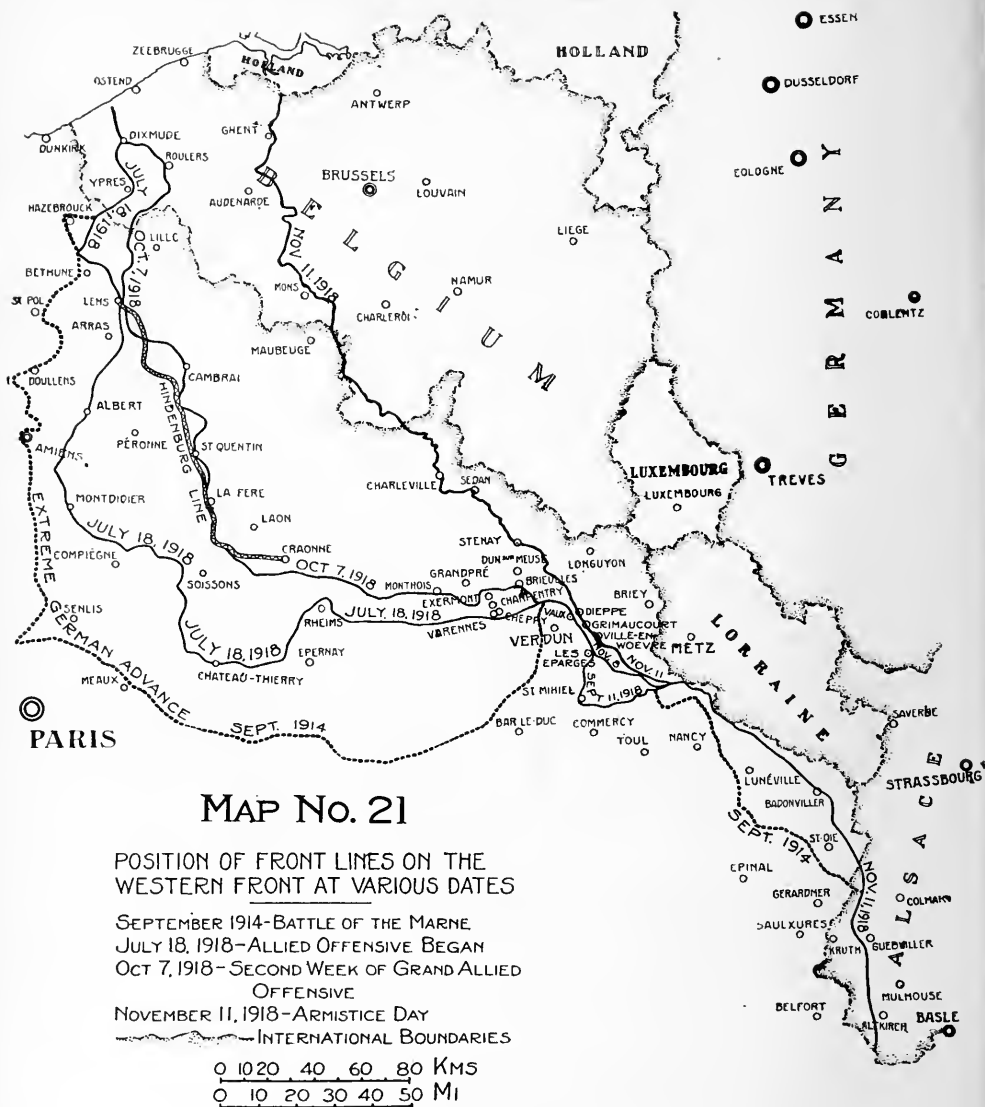 ESSEN
ZEEBRUGGE
HOLLAND
HOLLAND
DUSSELDORF
OSTEND
ANTWERP
DUNKIRK
DIXMUDE
GHENT
ROULERS
COLOGNE
YPRES
JULY 18 1918
BRUSSELS
LOUVAIN
AUDENARDE
HAZEBROUCK
BELGIUM
GERMANY
LILLE
OCT. 7, 1918
NOV 11, 1918
LIEGE
BETHUNE
LENS
ST POL
MONS
NAMUR
CHARLEROI
COBLENTZ
ARRAS
MAUBEUGE
DOULLENS
CAMBRAI
ALBERT
HINDENBURG LINE
PÉRONNE
ST QUENTIN
AMIENS
LUXEMBOURG
LUXEMBOURG
TREVES
CHARLEVILLE
SEDAN
MONTDIDIER
LA FERE
LAON
EXTREME GERMAN ADVANCE SEPT. 1914
JULY 18, 1918
CRAONNE
STENAY
DUN SUR MEUSE
LONGUYON
COMPIÈGNE
SOISSONS
OCT 7, 1918
MONTHOIS
GRANDPRÉ
BRIEULLES
EXERMONT
CHARPENTRY
BRIEY
SENLIS
RHEIMS
JULY 18, 1918
VARENNES
CHEPPY
VAUX
DIEPPE
GRIMAUCOURT
VERDUN
VILLE-EN-
WOEVRE
METZ
LORRAINE
JULY 18, 1918
EPERNAY
LES
EPARGES
NOV. 11
CHATEAU-THIERRY
MEAUX
ST MIHIEL
SEPT 11, 1918
SAVERNE
PARIS
BAR LE DUC
COMMERCY
TOUL
NANCY
LUNÉVILLE
STRASSBOURG
BADONVILLER
ALSACE
SEPT. 1914
ST-DIE
EPINAL
NOV. 11, 1918
GERARDMER
COLMAR
SAULXURES
KRUTH
GUEBVILLER
BELFORT
MULHOUSE
ALTKIRCH
BASLE
MAP No. 21
POSITION OF FRONT LINES ON THE
WESTERN FRONT AT VARIOUS DATES
SEPTEMBER 1914-BATTLE OF THE MARNE
JULY 18, 1918-ALLIED OFFENSIVE BEGAN
OCT 7, 1918-SECOND WEEK OF GRAND ALLIED
OFFENSIVE
NOVEMBER 11, 1918-ARMISTICE DAY
INTERNATIONAL BOUNDARIES
0 10 20 40 60 80 KMS
0 10 20 30 40 50 MI